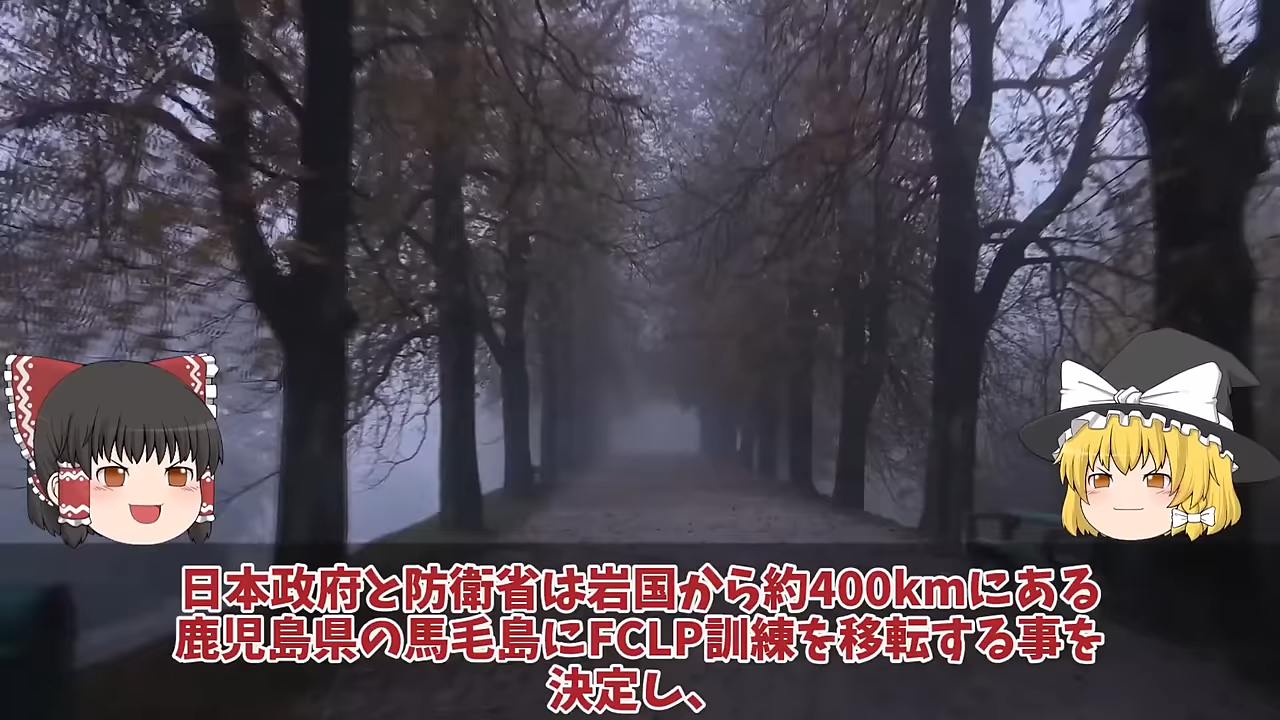 日本政府と防衛省は岩国から約400kmにある
鹿児島県の馬毛島にFCLP訓練を移転する事を
決定し、